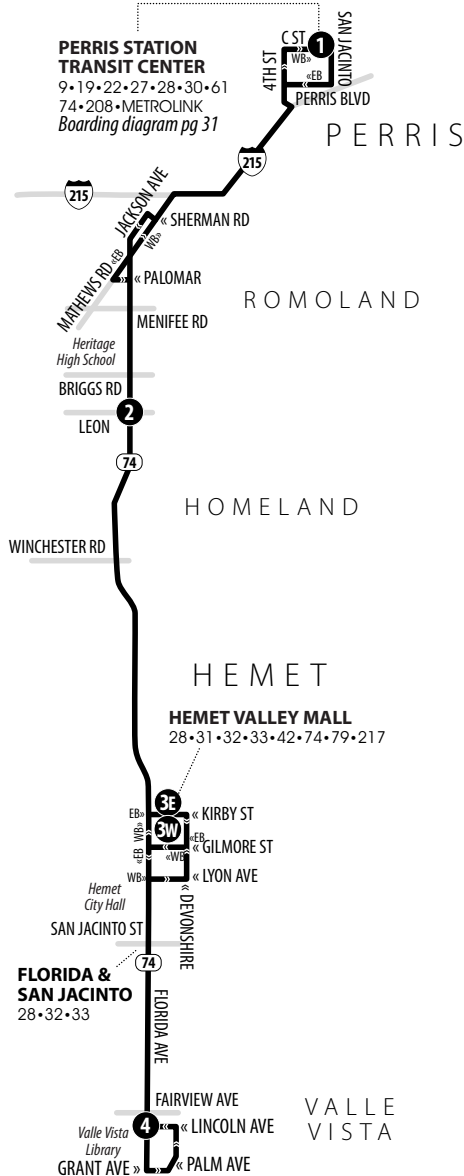 PERRIS STATION
TRANSIT CENTER
9•19•22•27•28•30•61
74•208•METROLINK
Boarding diagram pg 31
C ST
1
SAN JACINTO
WB»
4TH ST
«EB
PERRIS BLVD
PERRIS
215
215
JACKSON AVE
« SHERMAN RD
«EB
WB»
MATHEWS RD
« PALOMAR
ROMOLAND
MENIFEE RD
Heritage
High School
BRIGGS RD
2
LEON
74
HOMELAND
WINCHESTER RD
HEMET
HEMET VALLEY MALL
28•31•32•33•42•74•79•217
3E
EB»
« KIRBY ST
WB»
3W
«EB
« GILMORE ST
«EB
«WB
WB»
« LYON AVE
Hemet
City Hall
« DEVONSHIRE
SAN JACINTO ST
FLORIDA &
SAN JACINTO
28•32•33
74
FLORIDA AVE
FAIRVIEW AVE
VALLE
VISTA
4
« LINCOLN AVE
Valle Vista
Library
GRANT AVE »
« PALM AVE